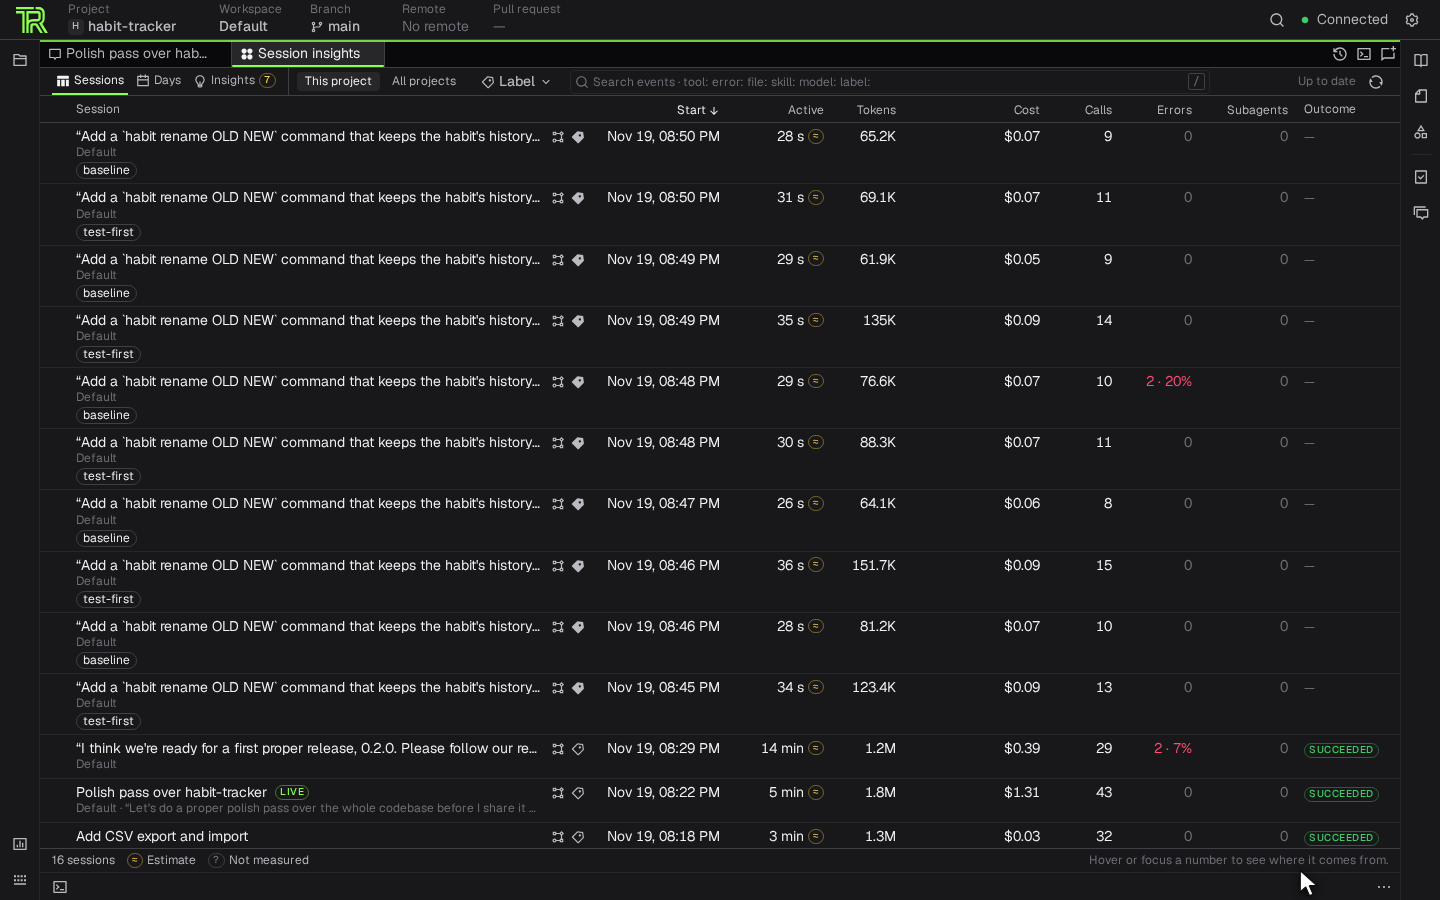 Project
H habit-tracker
Workspace
Default
Branch
main
Remote
No remote
Pull request
—
Connected
Polish pass over hab...
Session insights
Sessions
Days
Insights 7
This project
All projects
Label
Search events · tool: error: file: skill: model: label:
/
Up to date
Session Start ↓ Active Tokens Cost Calls Errors Subagents Outcome
“Add a `habit rename OLD NEW` command that keeps the habit's history... Nov 19, 08:50 PM 28 s ≈ 65.2K $0.07 9 0 0 —
Default
baseline
“Add a `habit rename OLD NEW` command that keeps the habit's history... Nov 19, 08:50 PM 31 s ≈ 69.1K $0.07 11 0 0 —
Default
test-first
“Add a `habit rename OLD NEW` command that keeps the habit's history... Nov 19, 08:49 PM 29 s ≈ 61.9K $0.05 9 0 0 —
Default
baseline
“Add a `habit rename OLD NEW` command that keeps the habit's history... Nov 19, 08:49 PM 35 s ≈ 135K $0.09 14 0 0 —
Default
test-first
“Add a `habit rename OLD NEW` command that keeps the habit's history... Nov 19, 08:48 PM 29 s ≈ 76.6K $0.07 10 2 · 20% 0 —
Default
baseline
“Add a `habit rename OLD NEW` command that keeps the habit's history... Nov 19, 08:48 PM 30 s ≈ 88.3K $0.07 11 0 0 —
Default
test-first
“Add a `habit rename OLD NEW` command that keeps the habit's history... Nov 19, 08:47 PM 26 s ≈ 64.1K $0.06 8 0 0 —
Default
baseline
“Add a `habit rename OLD NEW` command that keeps the habit's history... Nov 19, 08:46 PM 36 s ≈ 151.7K $0.09 15 0 0 —
Default
test-first
“Add a `habit rename OLD NEW` command that keeps the habit's history... Nov 19, 08:46 PM 28 s ≈ 81.2K $0.07 10 0 0 —
Default
baseline
“Add a `habit rename OLD NEW` command that keeps the habit's history... Nov 19, 08:45 PM 34 s ≈ 123.4K $0.09 13 0 0 —
Default
test-first
“I think we're ready for a first proper release, 0.2.0. Please follow our re... Nov 19, 08:29 PM 14 min ≈ 1.2M $0.39 29 2 · 7% 0 SUCCEEDED
Default
Polish pass over habit-tracker LIVE Nov 19, 08:22 PM 5 min ≈ 1.8M $1.31 43 0 0 SUCCEEDED
Default · “Let's do a proper polish pass over the whole codebase before I share it ...
Add CSV export and import Nov 19, 08:18 PM 3 min ≈ 1.3M $0.03 32 0 0 SUCCEEDED
16 sessions ≈ Estimate ? Not measured
Hover or focus a number to see where it comes from.